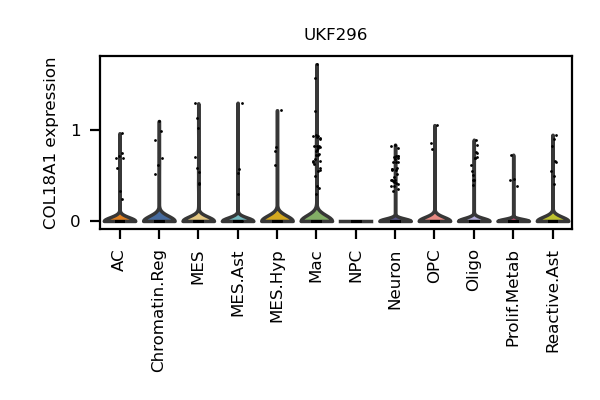 UKF296
COL18A1 expression
1
0
AC
Chromatin.Reg
MES
MES.Ast
MES.Hyp
Mac
NPC
Neuron
OPC
Oligo
Prolif.Metab
Reactive.Ast